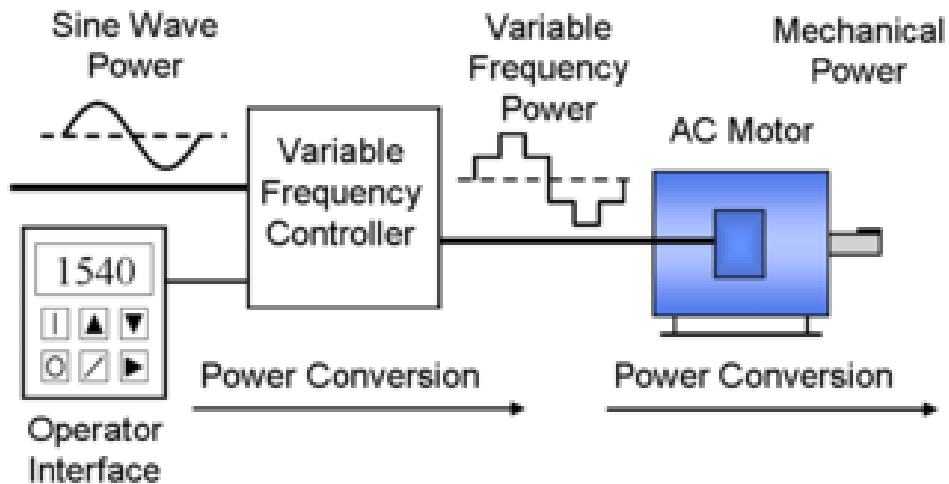 Sine Wave
Power
Variable
Frequency
Power
Mechanical
Power
AC Motor
Variable
Frequency
Controller
1540
Power Conversion
Power Conversion
Operator
Interface